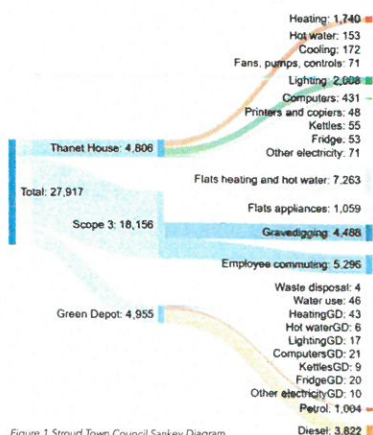 Heating: 1,740
Hot water: 153
Cooling: 172
Fans, pumps, controls: 71
Lighting: 2,008
Computers: 431
Printers and copiers: 48
Kettles: 55
Fridge: 53
Other electricity: 71
Thanet House: 4,806
Flats heating and hot water: 7,263
Total: 27,917
Flats appliances: 1,059
Scope 3: 18,156
Gravedigging: 4,488
Employee commuting: 5,296
Waste disposal: 4
Water use: 46
Green Depot: 4,955
HeatingGD: 43
Hot waterGD: 6
LightingGD: 17
ComputersGD: 21
KettlesGD: 9
FridgeGD: 20
Other electricityGD: 10
Petrol: 1,004
Diesel: 3,822
Figure 1 Stroud Town Council Sankey Diagram